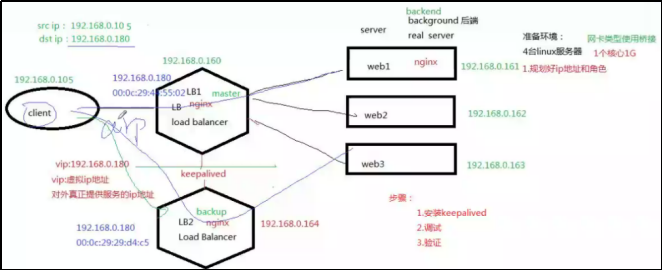 src ip : 192.168.0.10 5
dst ip : 192.168.0.180
192.168.0.105
client
arp
192.168.0.160
192.168.0.180
00:0c:29:48:55:02
LB1
master
LB nginx
load balancer
vip:192.168.0.180
vip:虚拟ip地址
对外真正提供服务的ip地址
keepalived
backup
LB2 nginx
Load Balancer
192.168.0.164
192.168.0.180
00:0c:29:29:d4:c5
backend
server background 后端
real server
web1 nginx
192.168.0.161
web2
192.168.0.162
web3
192.168.0.163
准备环境：
网卡类型使用桥接
4台linux服务器
1个核心1G
1.规划好ip地址和角色
步骤：
1.安装keepalived
2.调试
3.验证